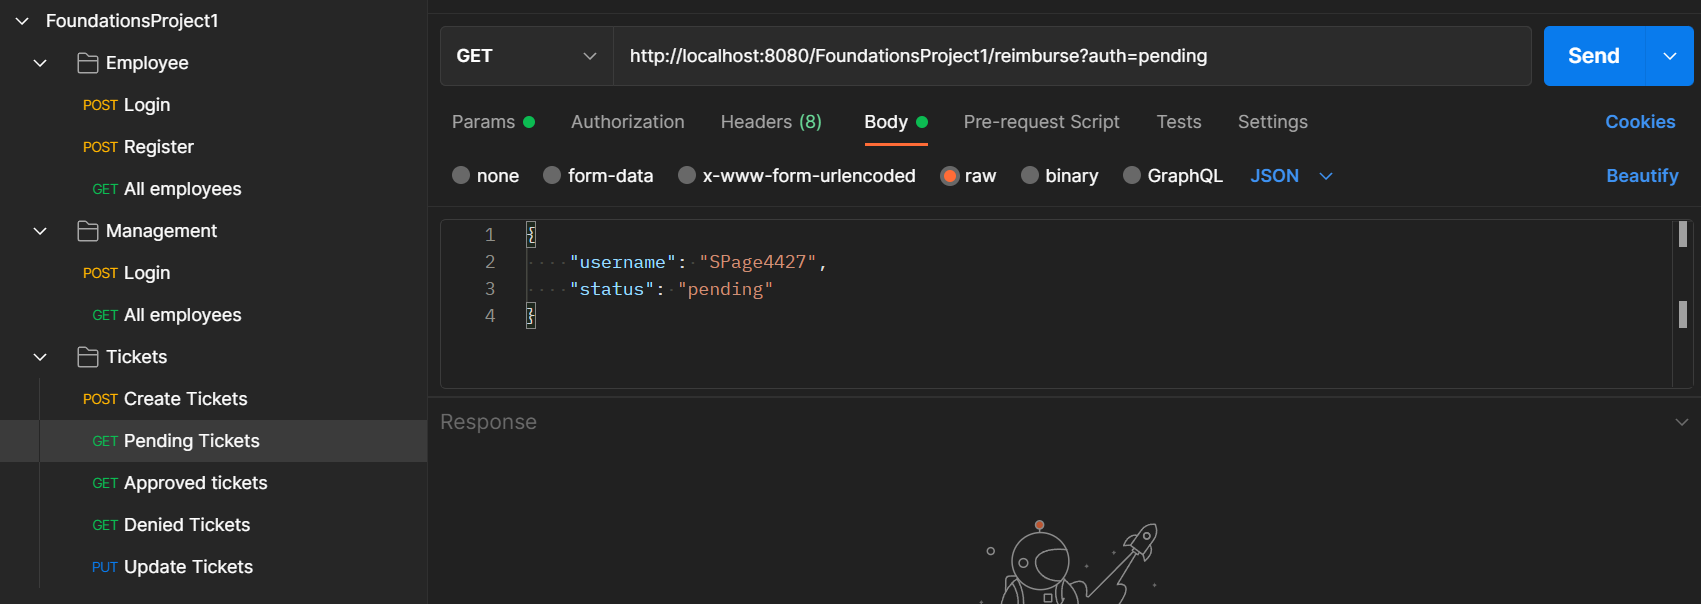 FoundationsProject1
Employee
POST Login
POST Register
GET All employees
Management
POST Login
GET All employees
Tickets
POST Create Tickets
GET Pending Tickets
GET Approved tickets
GET Denied Tickets
PUT Update Tickets
GET http://localhost:8080/FoundationsProject1/reimburse?auth=pending Send
Params Authorization Headers (8) Body Pre-request Script Tests Settings Cookies
none form-data x-www-form-urlencoded raw binary GraphQL JSON Beautify
1 {
2 "username": "SPage4427",
3 "status": "pending"
4 }
Response